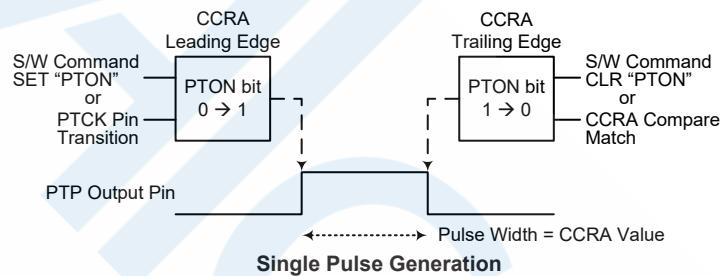 CCRA
Leading Edge
S/W Command
SET “PTON”
or
PTCK Pin
Transition
PTON bit
0 → 1
CCRA
Trailing Edge
PTON bit
1 → 0
S/W Command
CLR “PTON”
or
CCRA Compare
Match
PTP Output Pin
Pulse Width = CCRA Value
Single Pulse Generation